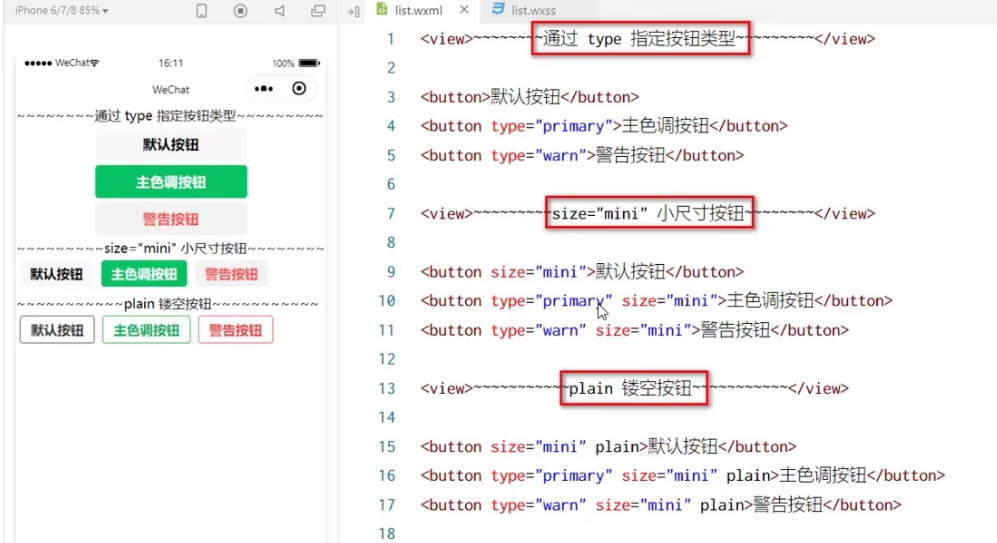 iPhone 6/7/8 85%
WeChat
16:11
100%
WeChat
~~~~~~~~通过 type 指定按钮类型~~~~~~~~~
默认按钮
主色调按钮
警告按钮
~~~~~~~~~size="mini" 小尺寸按钮~~~~~~~~
默认按钮 主色调按钮 警告按钮
~~~~~~~~~~~plain 镂空按钮~~~~~~~~~~~
默认按钮 主色调按钮 警告按钮
list.wxml list.wxss
1 <view>~~~~~~~~通过 type 指定按钮类型~~~~~~~~~</view>
2
3 <button>默认按钮</button>
4 <button type="primary">主色调按钮</button>
5 <button type="warn">警告按钮</button>
6
7 <view>~~~~~~~~~size="mini" 小尺寸按钮~~~~~~~~</view>
8
9 <button size="mini">默认按钮</button>
10 <button type="primary" size="mini">主色调按钮</button>
11 <button type="warn" size="mini">警告按钮</button>
12
13 <view>~~~~~~~~~~~plain 镂空按钮~~~~~~~~~~~</view>
14
15 <button size="mini" plain>默认按钮</button>
16 <button type="primary" size="mini" plain>主色调按钮</button>
17 <button type="warn" size="mini" plain>警告按钮</button>
18